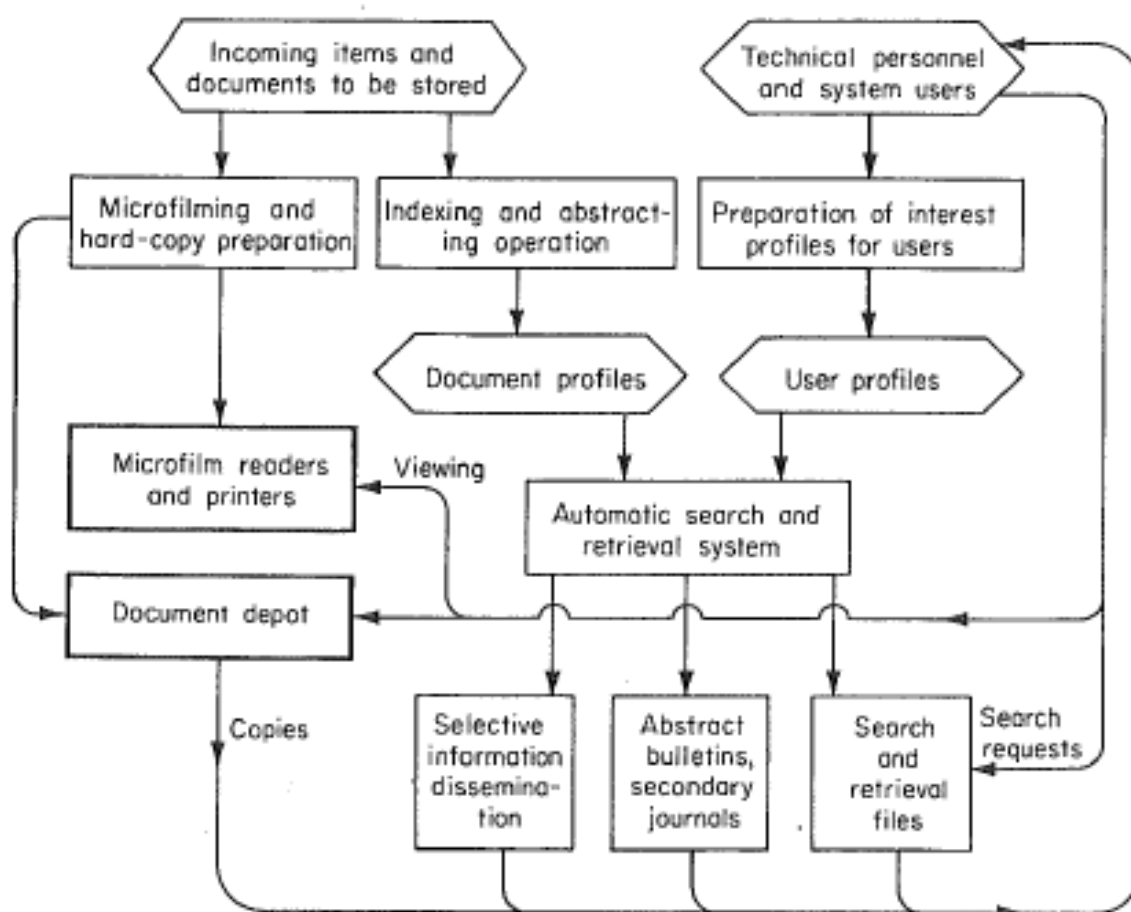 Incoming items and
documents to be stored
Technical personnel
and system users
Microfilming and
hard-copy preparation
Indexing and abstract-
ing operation
Preparation of interest
profiles for users
Document profiles
User profiles
Microfilm readers
and printers
Viewing
Automatic search and
retrieval system
Document depot
Copies
Selective
information
dissemina-
tion
Abstract
bulletins,
secondary
journals
Search
and
retrieval
files
Search
requests